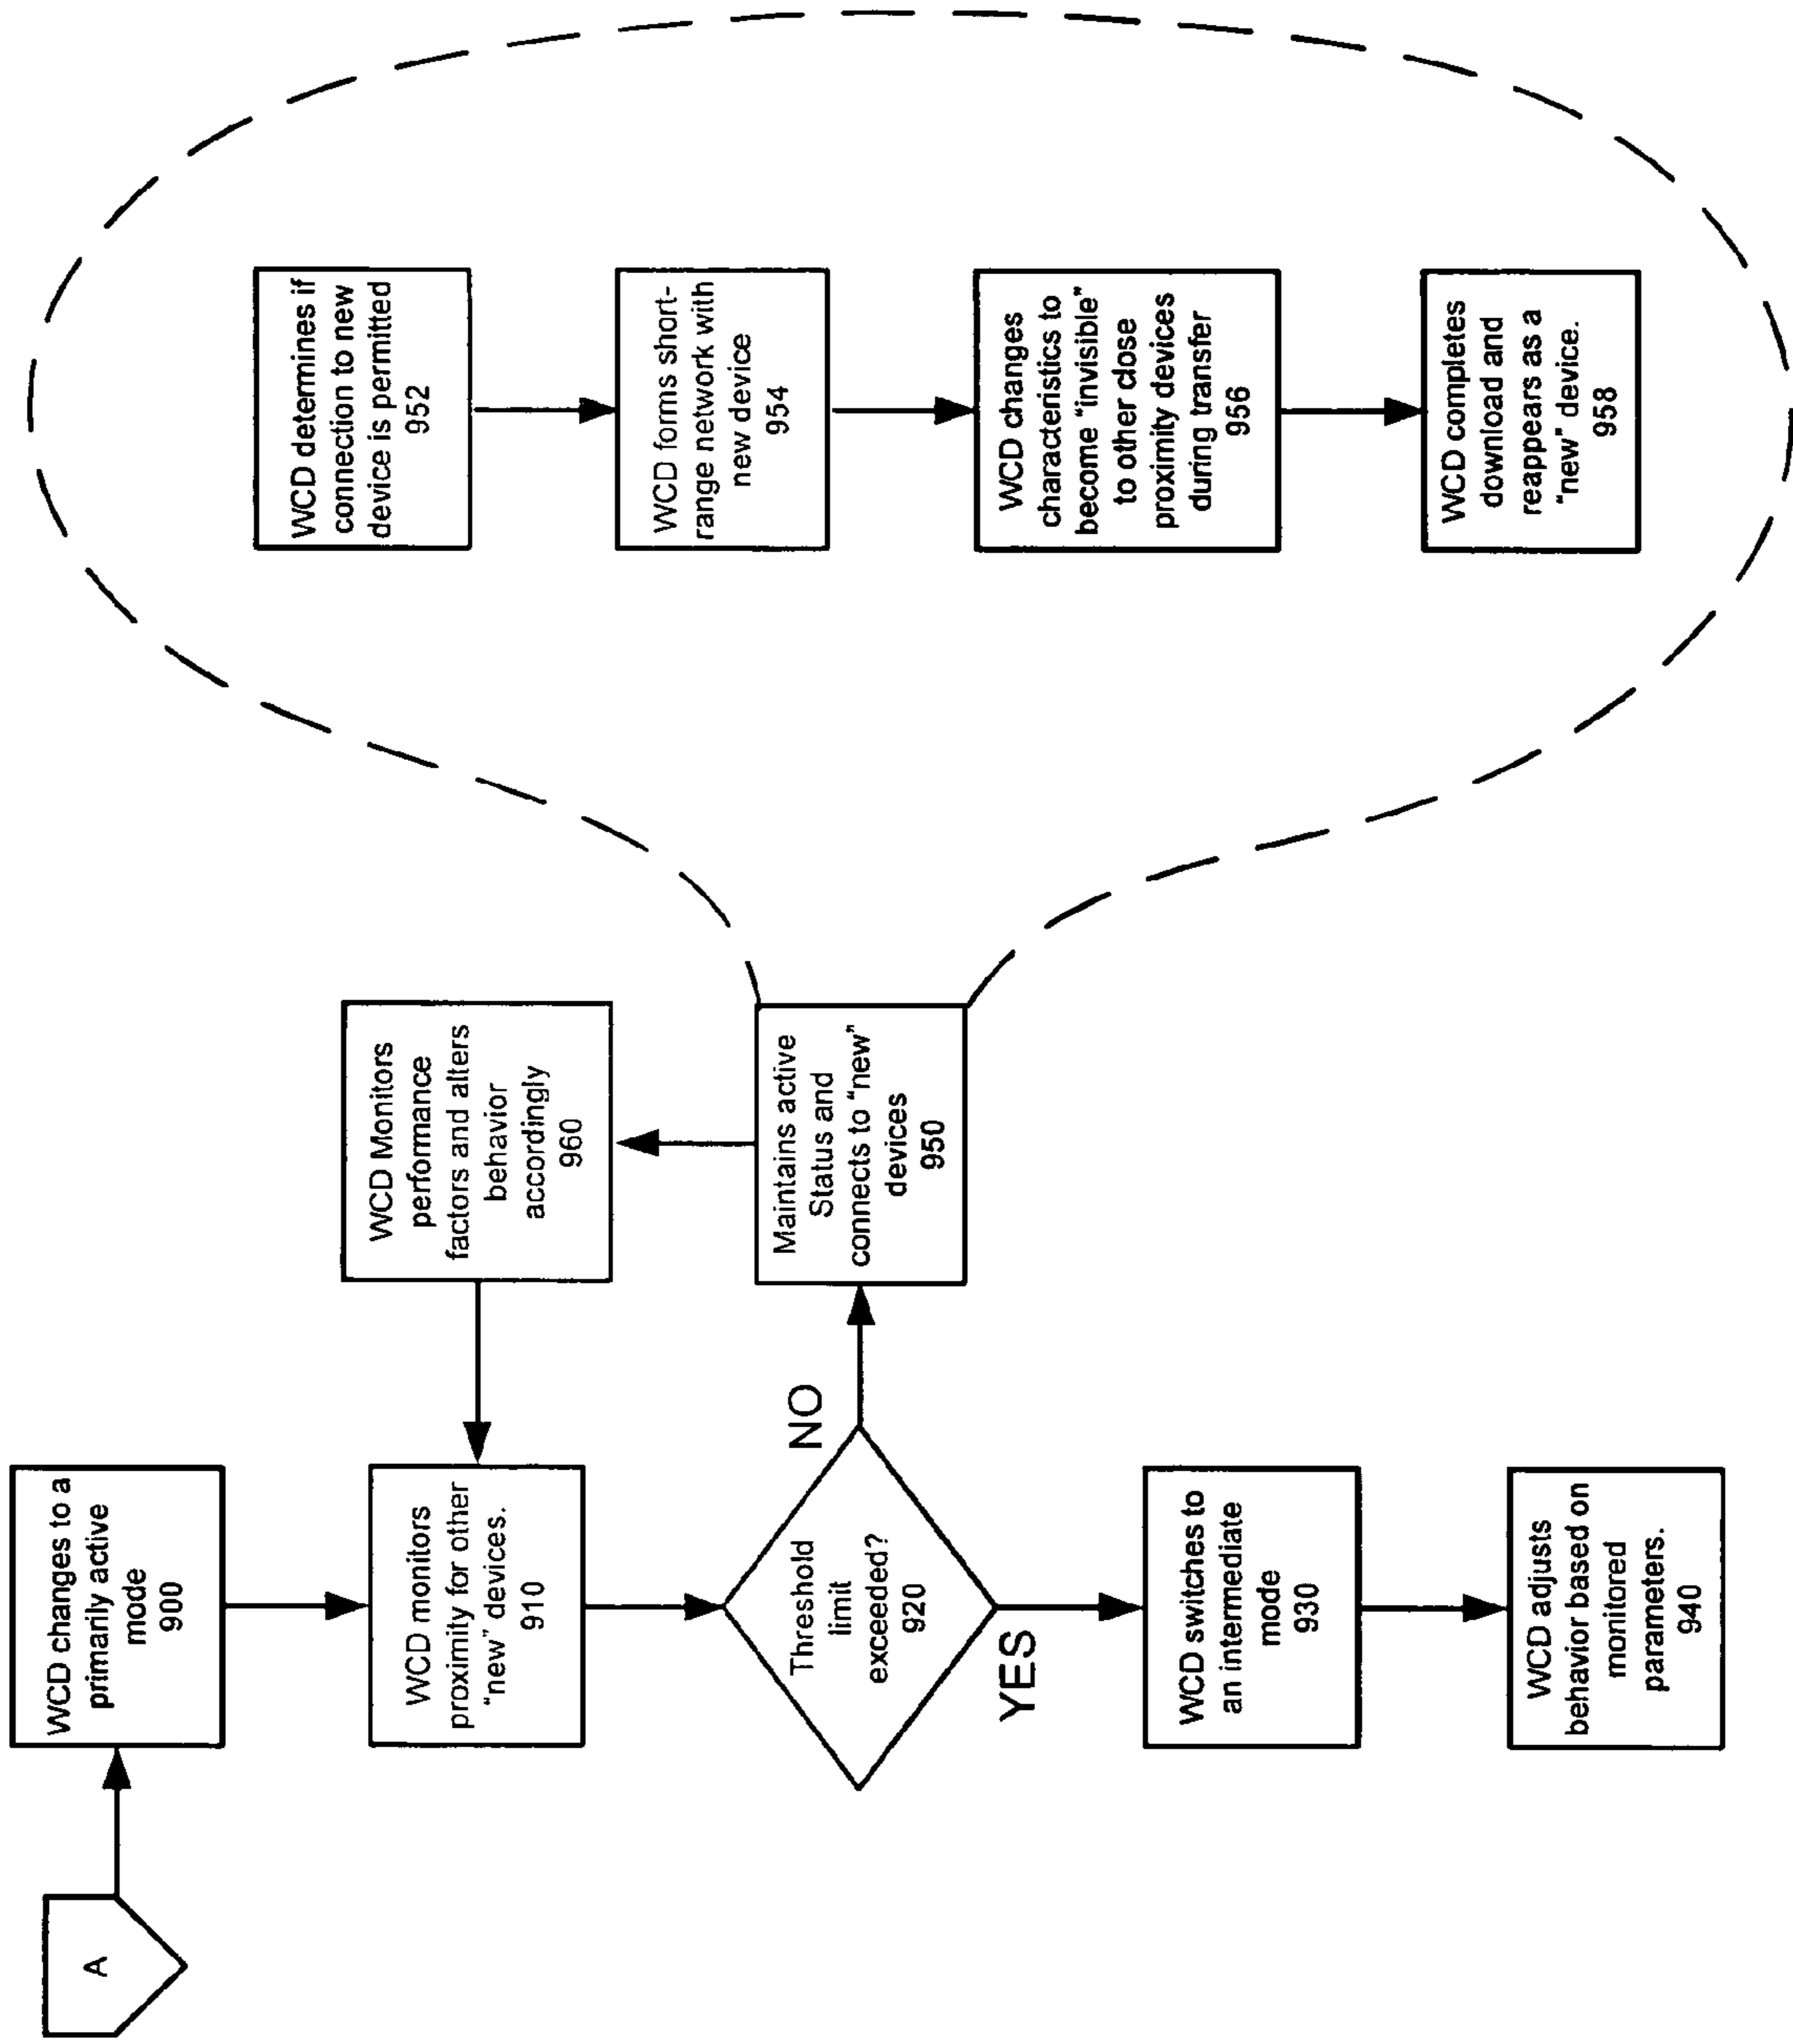 A
WCD changes to a
primarily active
mode
900
WCD monitors
proximity for other
“new” devices.
910
Threshold
limit
exceeded?
920
NO
YES
WCD switches to
an intermediate
mode
930
WCD adjusts
behavior based on
monitored
parameters.
940
WCD Monitors
performance
factors and alters
behavior
accordingly
960
Maintains active
Status and
connects to “new”
devices
950
WCD determines if
connection to new
device is permitted
952
WCD forms short-
range network with
new device
954
WCD changes
characteristics to
become “invisible”
to other close
proximity devices
during transfer
956
WCD completes
download and
reappears as a
“new” device.
958